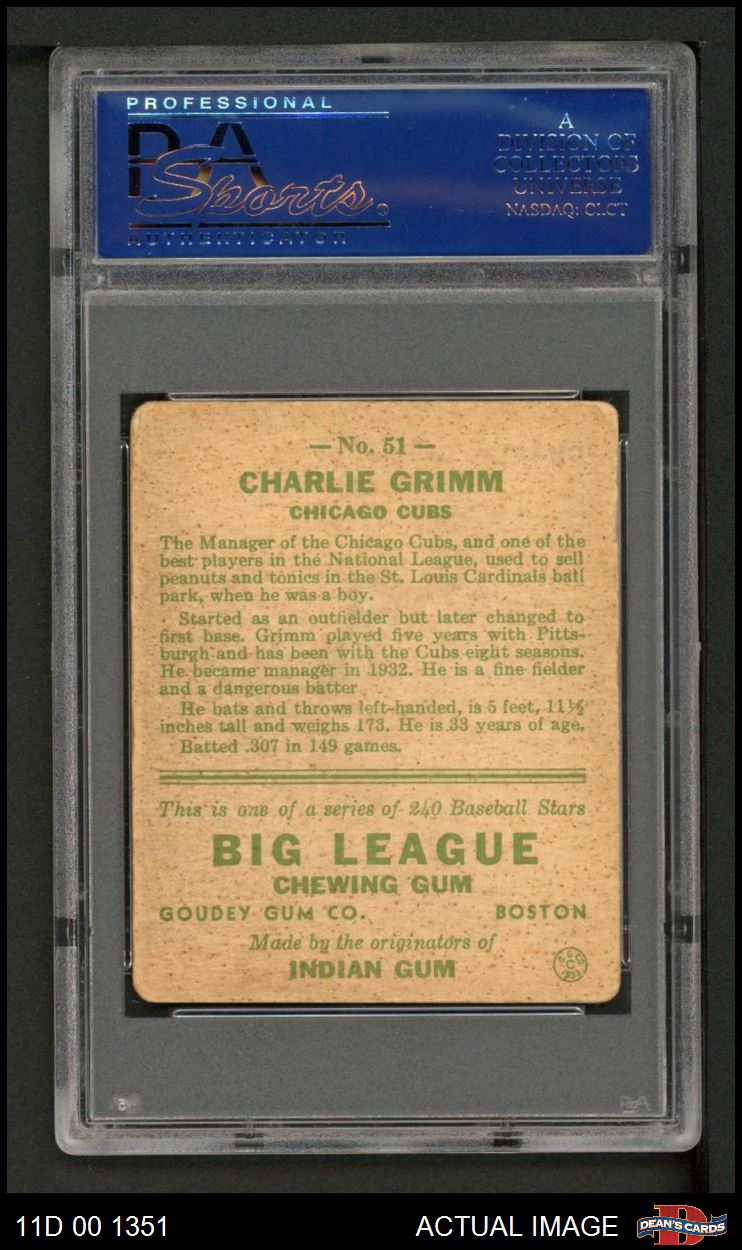 PROFESSIONAL
PSA
Sports
AUTHENTICATOR
A
DIVISION OF
COLLECTORS
UNIVERSE
NASDAQ: CLCT
— No. 51 —
CHARLIE GRIMM
CHICAGO CUBS
The Manager of the Chicago Cubs, and one of the
best players in the National League, used to sell
peanuts and tonics in the St. Louis Cardinals ball
park, when he was a boy.
Started as an outfielder but later changed to
first base. Grimm played five years with Pitts-
burgh and has been with the Cubs eight seasons.
He became manager in 1932. He is a fine fielder
and a dangerous batter
He bats and throws left-handed, is 5 feet, 11½
inches tall and weighs 173. He is 33 years of age.
Batted .307 in 149 games.
This is one of a series of 240 Baseball Stars
BIG LEAGUE
CHEWING GUM
GOUDEY GUM CO. BOSTON
Made by the originators of
INDIAN GUM
G.G.CO.
C
1933
PSA
11D 00 1351 ACTUAL IMAGE DEAN'S CARDS